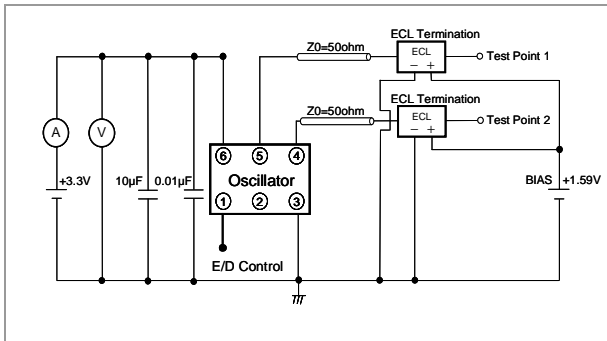 ECL Termination
Z0=50ohm
ECL
− +
Test Point 1
ECL Termination
Z0=50ohm
ECL
− +
Test Point 2
A
V
6 5 4
Oscillator
1 2 3
+3.3V
10µF
0.01µF
BIAS
+1.59V
E/D Control